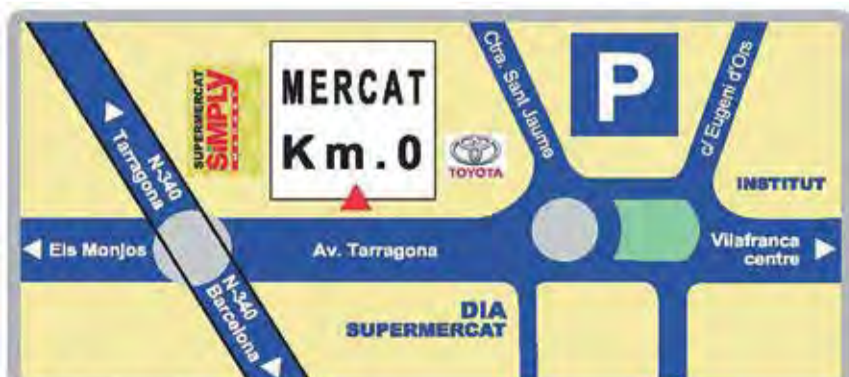 SUPERMERCAT
SiMPLY
MARKET
MERCAT
Km.0
TOYOTA
Ctra. Sant Jaume
P
c/ Eugeni d'Ors
INSTITUT
Tarragona
N-340
Els Monjos
Av. Tarragona
Vilafranca
centre
N-340
Barcelona
DIA
SUPERMERCAT